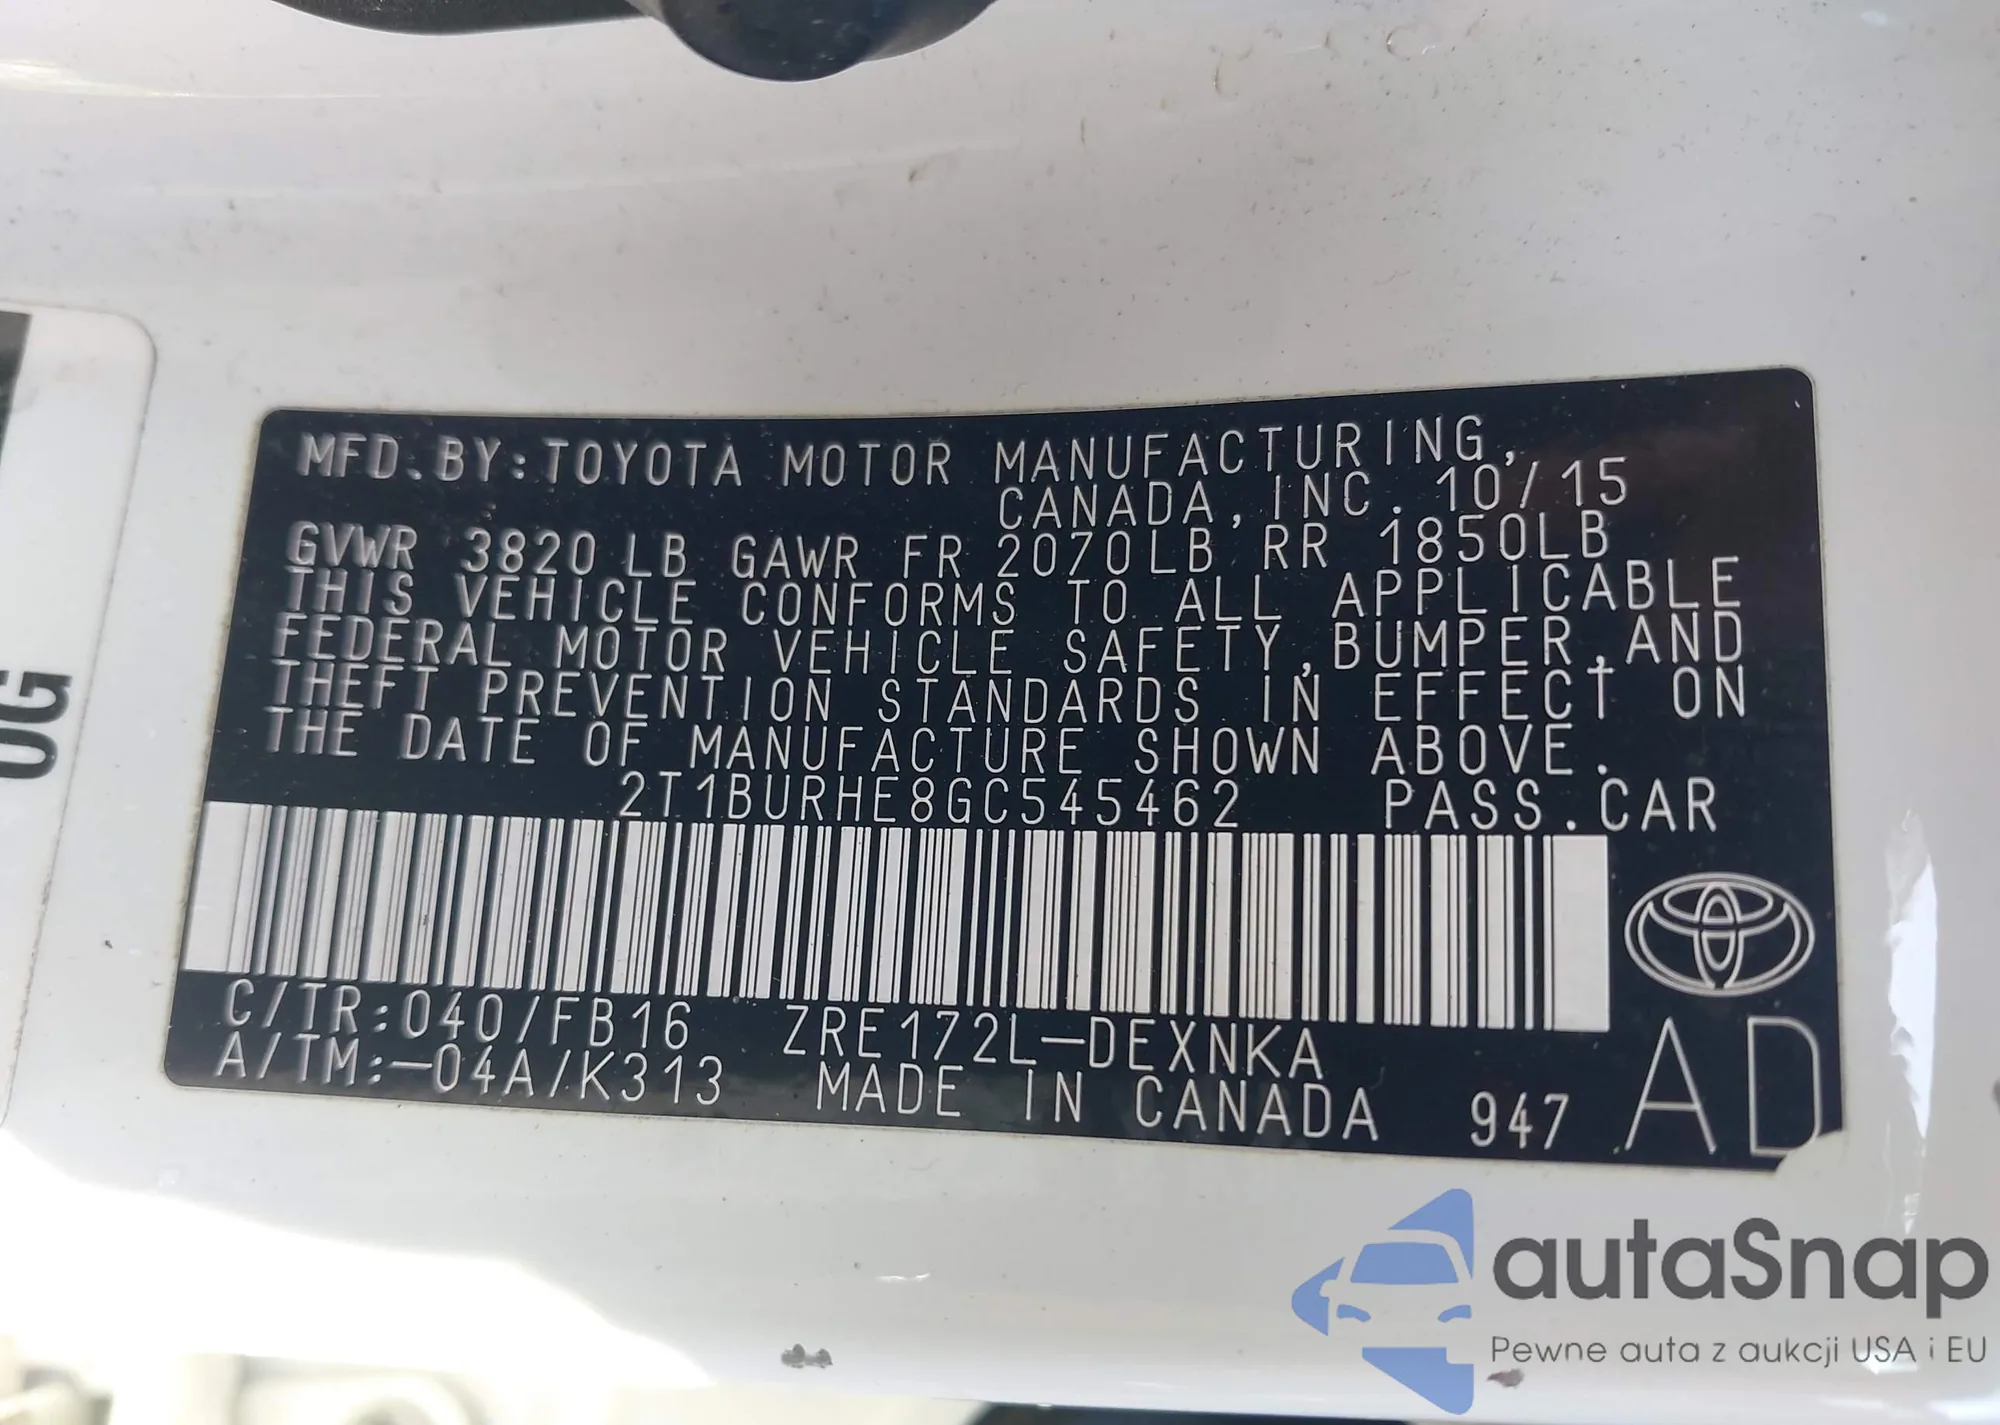 MFD.BY:TOYOTA MOTOR MANUFACTURING,
CANADA,INC. 10/15
GVWR 3820LB GAWR FR 2070LB RR 1850LB
THIS VEHICLE CONFORMS TO ALL APPLICABLE
FEDERAL MOTOR VEHICLE SAFETY,BUMPER,AND
THEFT PREVENTION STANDARDS IN EFFECT ON
THE DATE OF MANUFACTURE SHOWN ABOVE.
2T1BURHE8GC545462 PASS.CAR
C/TR:040/FB16 ZRE172L-DEXNKA
A/TM:-04A/K313 MADE IN CANADA 947 AD
UG
autaSnap
Pewne auta z aukcji USA i EU